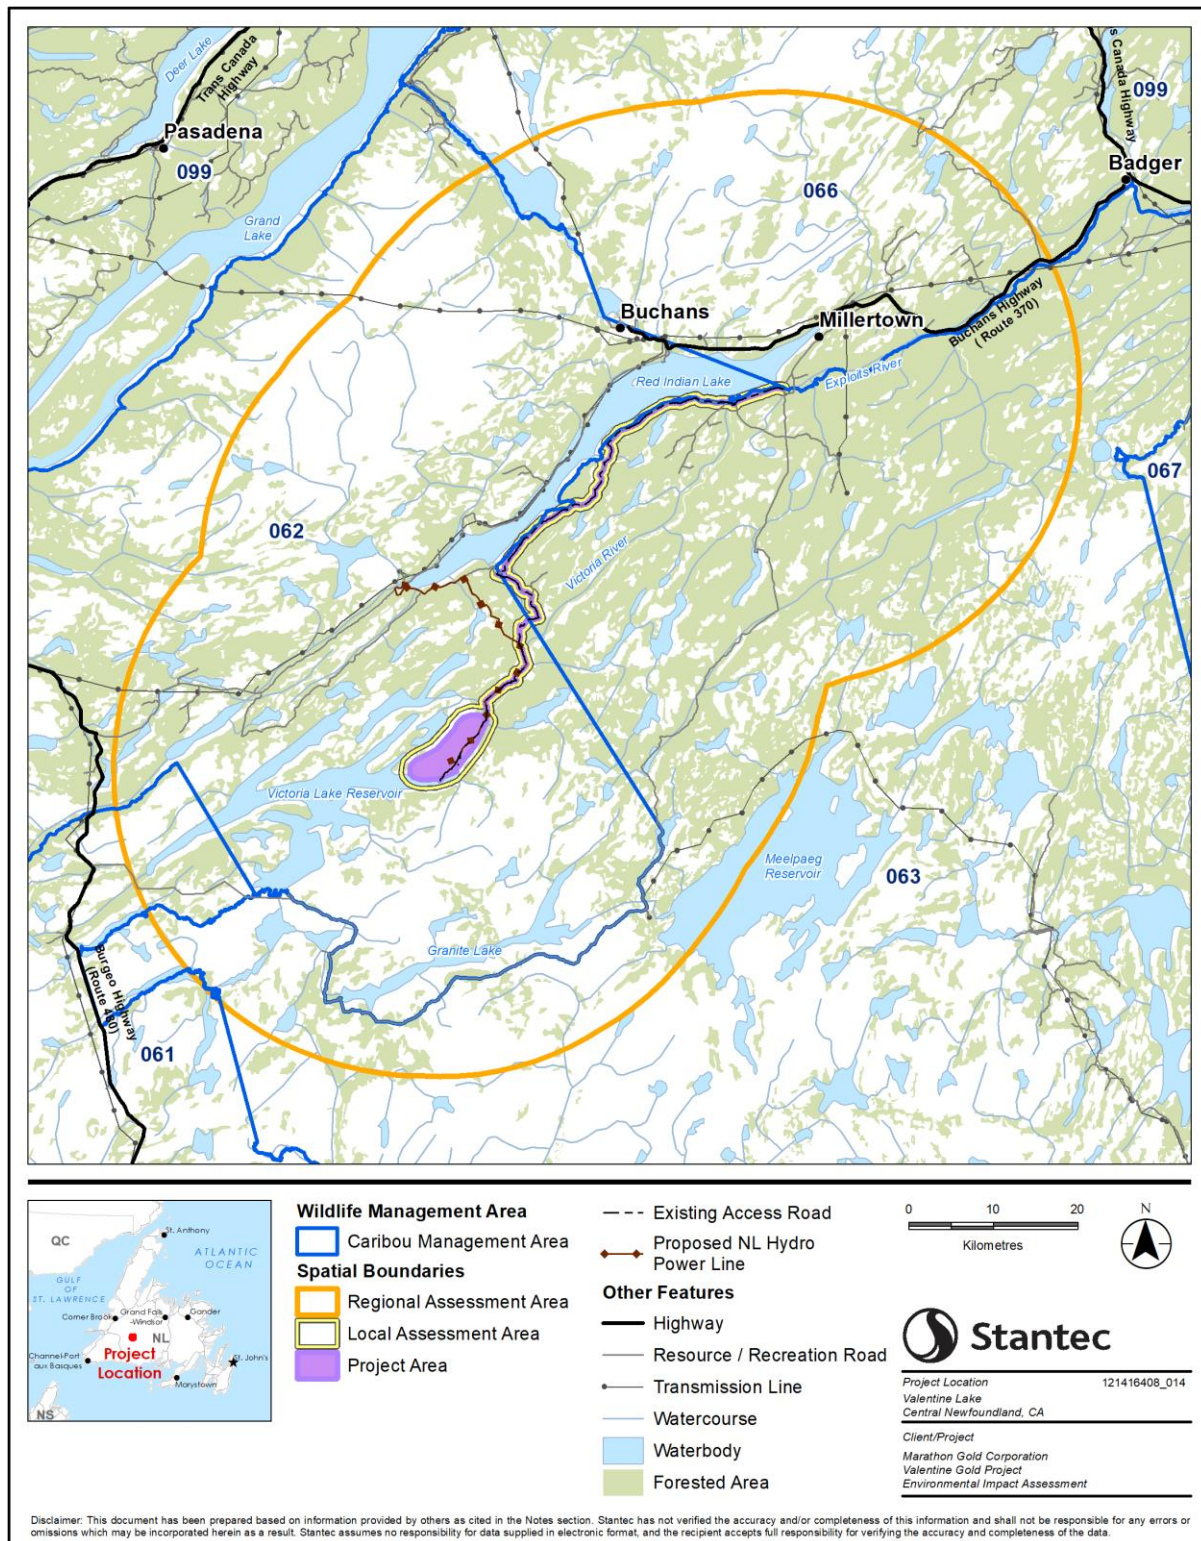 Deer Lake
Trans Canada
Highway
Pasadena
099
s Canada Highway
099
Badger
066
Grand
Lake
Buchans
Millertown
Buchans Highway
( Route 370)
Red Indian Lake
Exploits River
067
062
Victoria River
Victoria Lake Reservoir
Meelpaeg
Reservoir
063
Granite Lake
Burgeo Highway
(Route 480)
061
QC
St. Anthony
ATLANTIC
OCEAN
GULF
OF
ST. LAWRENCE
Corner Brook
Grand Falls
-Windsor
Gander
NL
Project
Location
Channel-Port
aux Basques
St. John's
Marystown
NS
Wildlife Management Area
Caribou Management Area
Spatial Boundaries
Regional Assessment Area
Local Assessment Area
Project Area
Existing Access Road
Proposed NL Hydro
Power Line
Other Features
Highway
Resource / Recreation Road
Transmission Line
Watercourse
Waterbody
Forested Area
0 10 20
Kilometres
N
Stantec
Project Location 121416408_014
Valentine Lake
Central Newfoundland, CA
Client/Project
Marathon Gold Corporation
Valentine Gold Project
Environmental Impact Assessment
Disclaimer: This document has been prepared based on information provided by others as cited in the Notes section. Stantec has not verified the accuracy and/or completeness of this information and shall not be responsible for any errors or
omissions which may be incorporated herein as a result. Stantec assumes no responsibility for data supplied in electronic format, and the recipient accepts full responsibility for verifying the accuracy and completeness of the data.